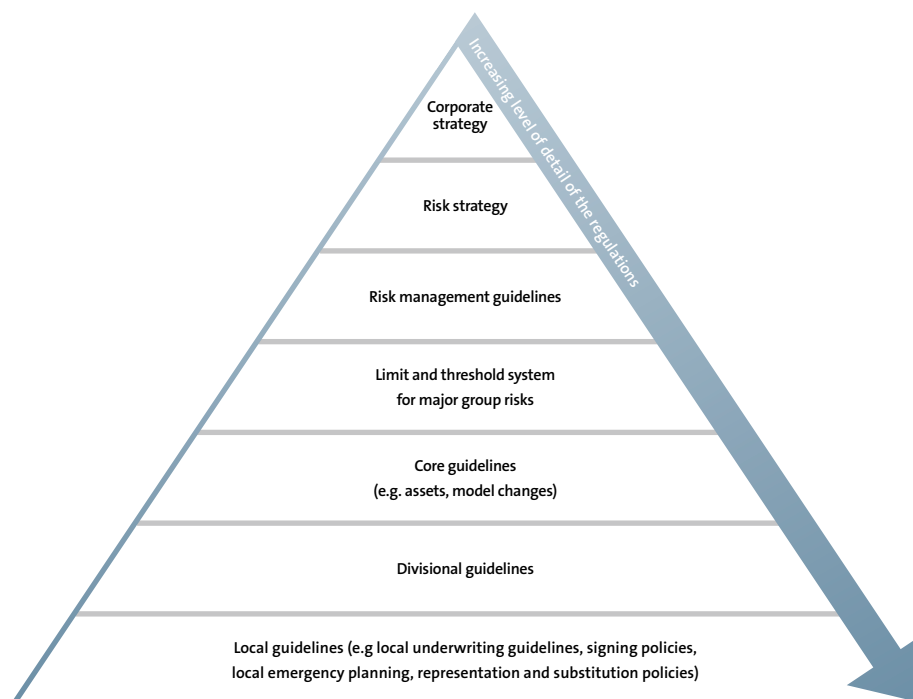 Increasing level of detail of the regulations
Corporate
strategy
Risk strategy
Risk management guidelines
Limit and threshold system
for major group risks
Core guidelines
(e.g. assets, model changes)
Divisional guidelines
Local guidelines (e.g local underwriting guidelines, signing policies,
local emergency planning, representation and substitution policies)